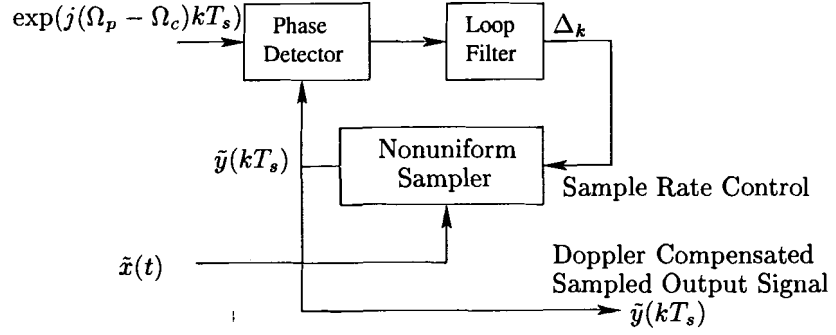 exp(j(Ω_p − Ω_c)kT_s)
Phase
Detector
Loop
Filter
Δ_k
ỹ(kT_s)
Nonuniform
Sampler
Sample Rate Control
x̃(t)
Doppler Compensated
Sampled Output Signal
ỹ(kT_s)